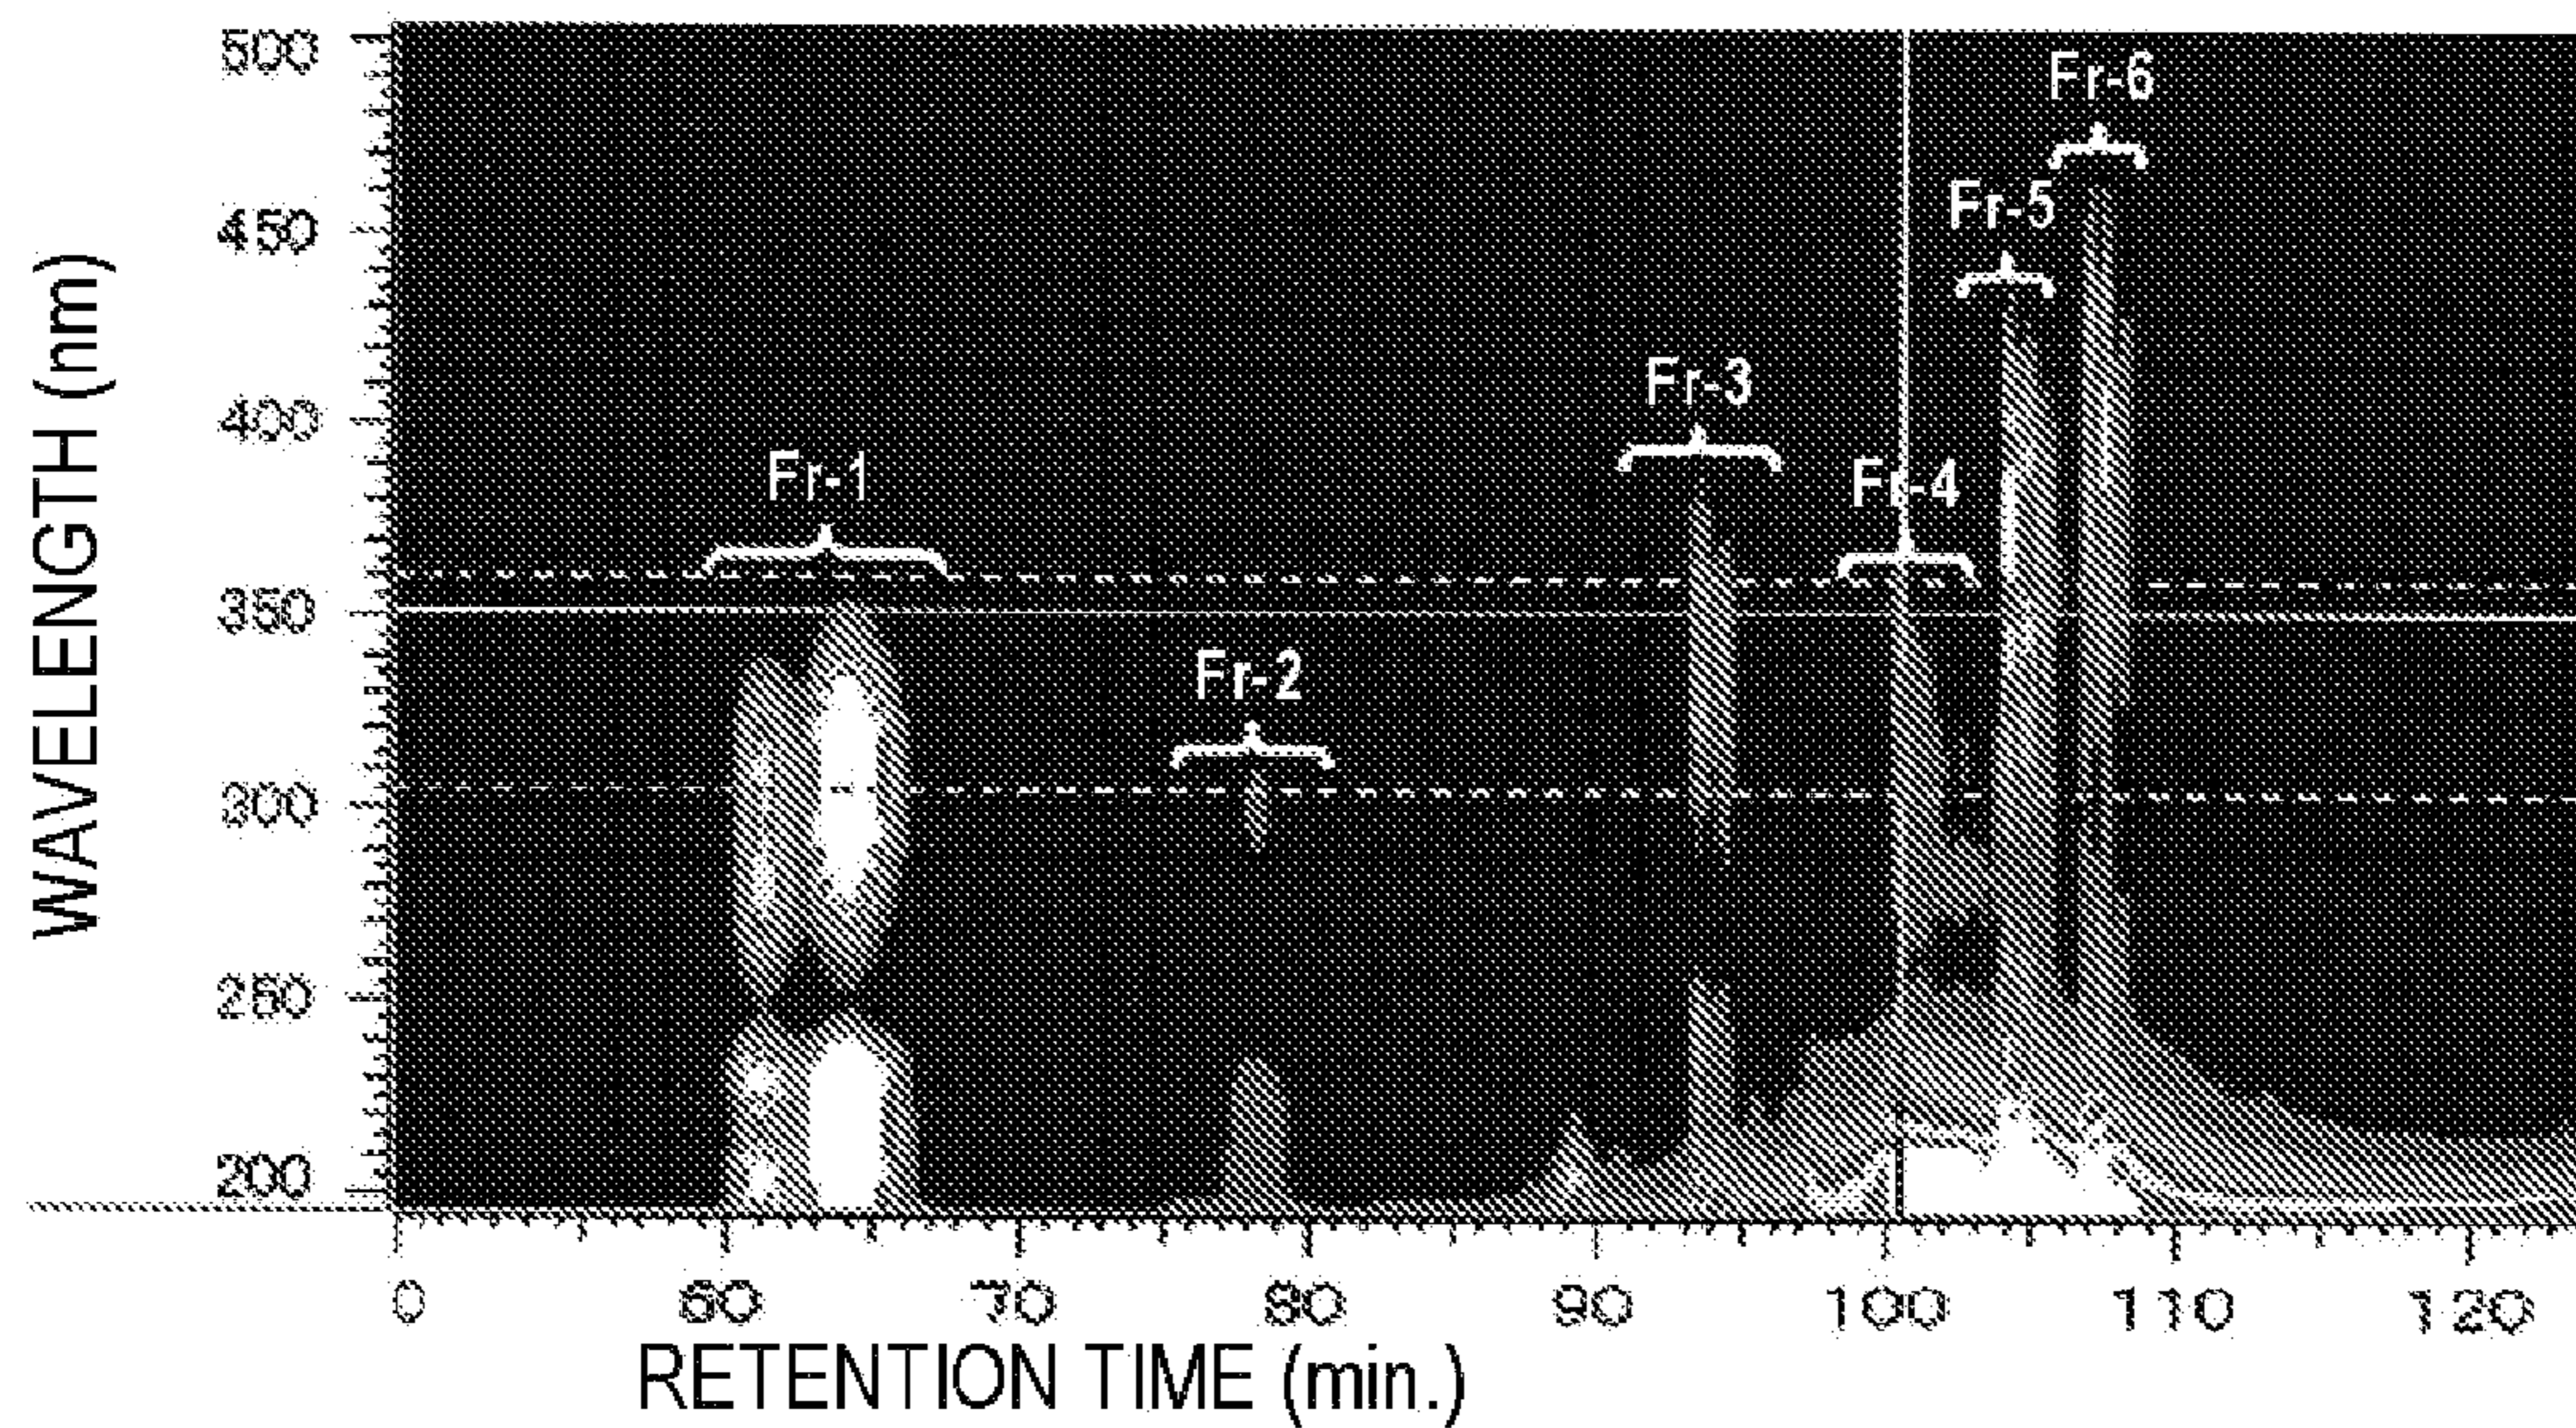 500
Fr-6
Fr-5
450
Fr-3
400
Fr-1
Fr-4
350
Fr-2
300
250
200
WAVELENGTH (nm)
0 60 70 80 90 100 110 120
RETENTION TIME (min.)